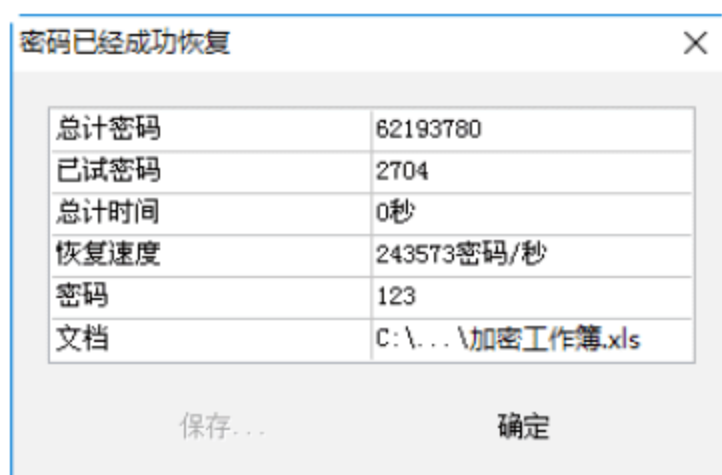 密码已经成功恢复
总计密码 62193780
已试密码 2704
总计时间 0秒
恢复速度 243573密码/秒
密码 123
文档 C:\...\加密工作簿.xls
保存... 确定